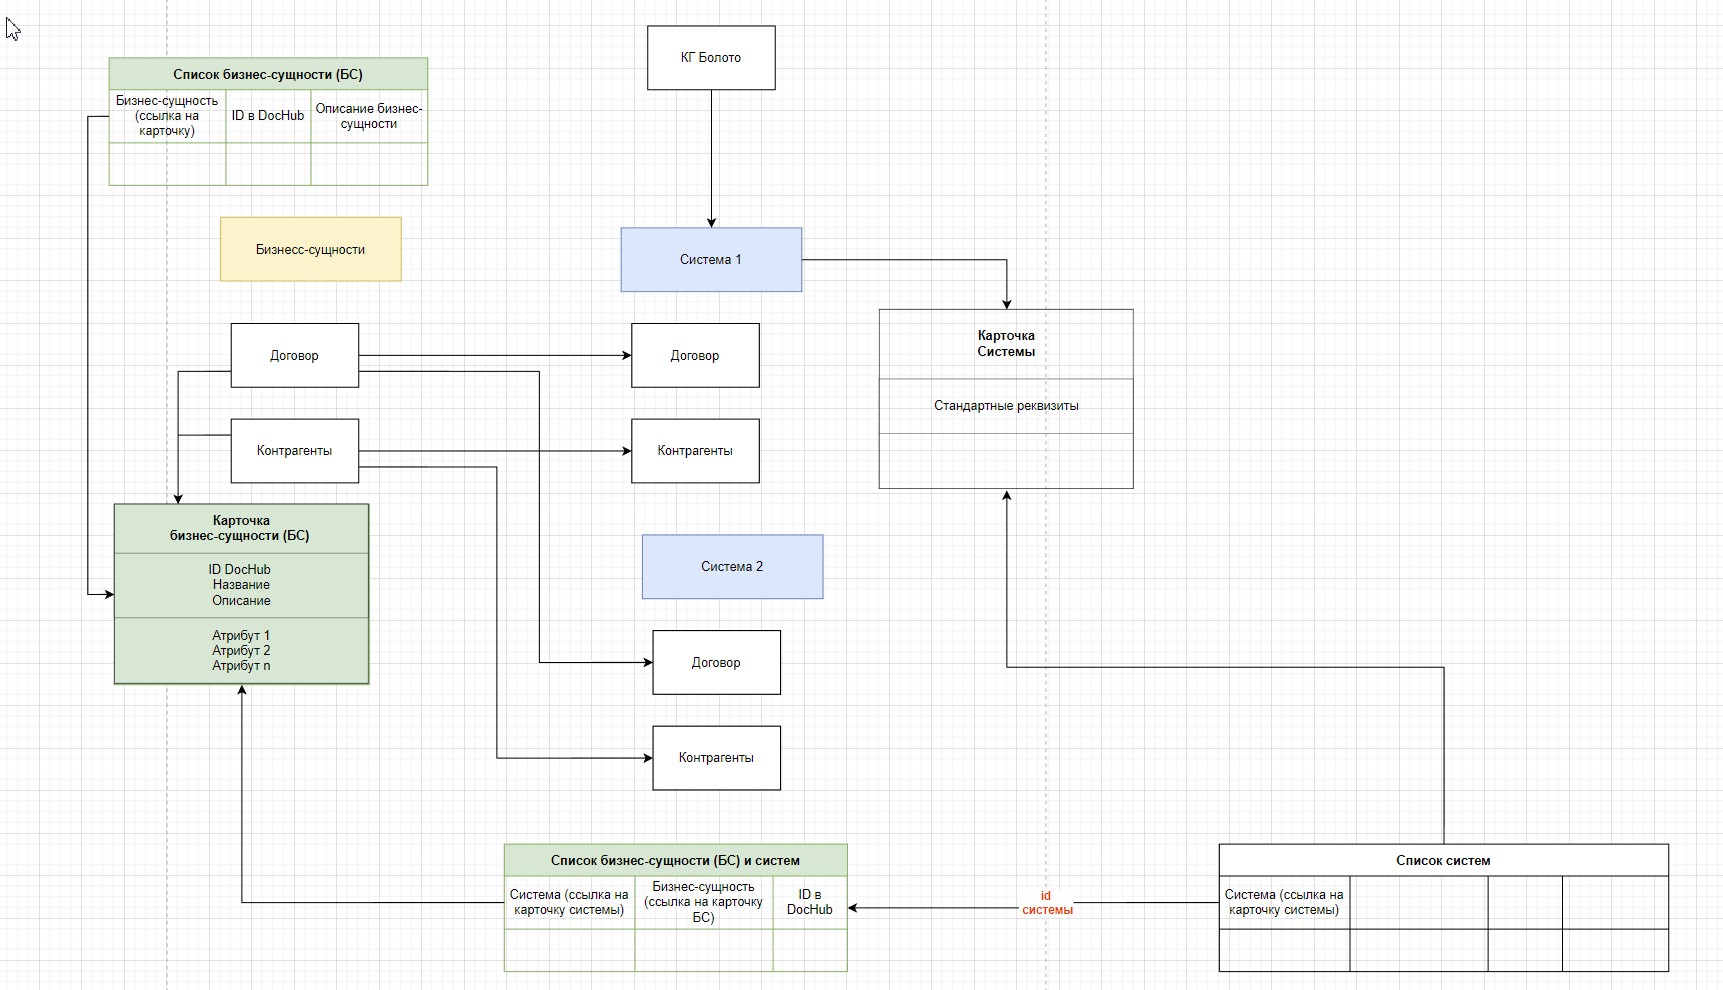 КГ Болото
Список бизнес-сущности (БС)
Бизнес-сущность
(ссылка на
карточку)
ID в DocHub
Описание бизнес-
сущности
Бизнесс-сущности
Система 1
Договор
Договор
Карточка
Системы
Стандартные реквизиты
Контрагенты
Контрагенты
Карточка
бизнес-сущности (БС)
ID DocHub
Название
Описание
Атрибут 1
Атрибут 2
Атрибут n
Система 2
Договор
Контрагенты
Список бизнес-сущности (БС) и систем
Система (ссылка на
карточку системы)
Бизнес-сущность
(ссылка на карточку
БС)
ID в
DocHub
id
системы
Список систем
Система (ссылка на
карточку системы)